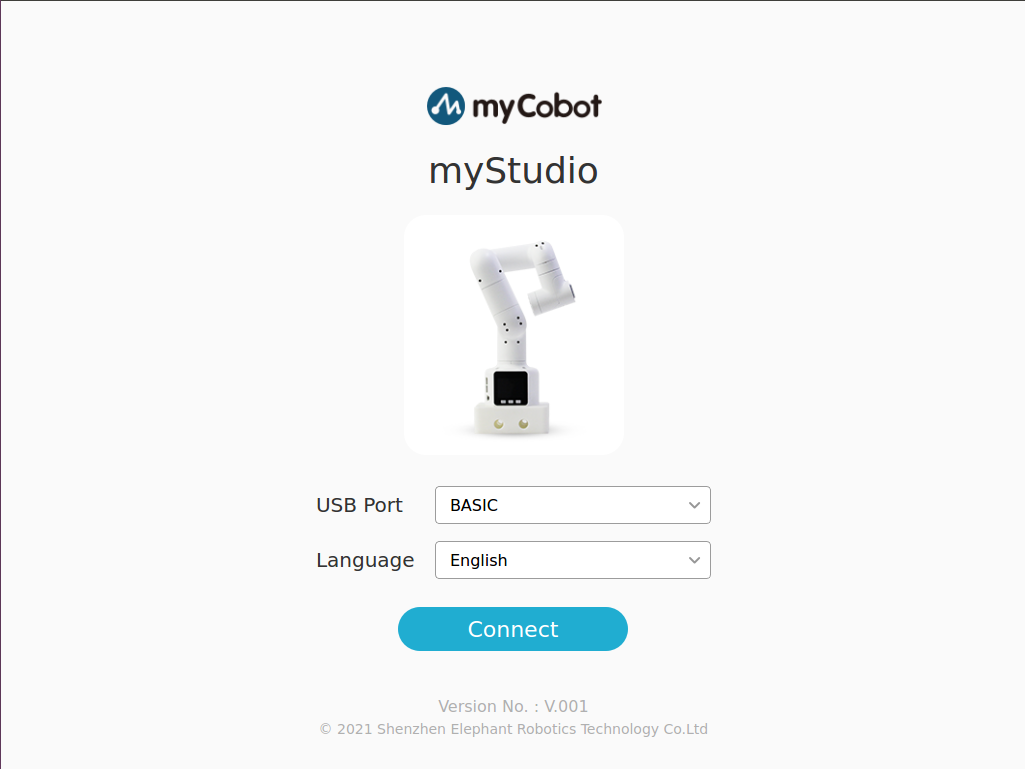 myCobot
myStudio
USB Port BASIC
Language English
Connect
Version No. : V.001
© 2021 Shenzhen Elephant Robotics Technology Co.Ltd